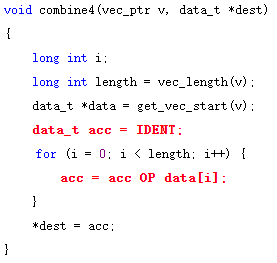 void combine4(vec_ptr v, data_t *dest)
{
    long int i;
    long int length = vec_length(v);
    data_t *data = get_vec_start(v);
    data_t acc = IDENT;
    for (i = 0; i < length; i++) {
        acc = acc OP data[i];
    }
    *dest = acc;
}